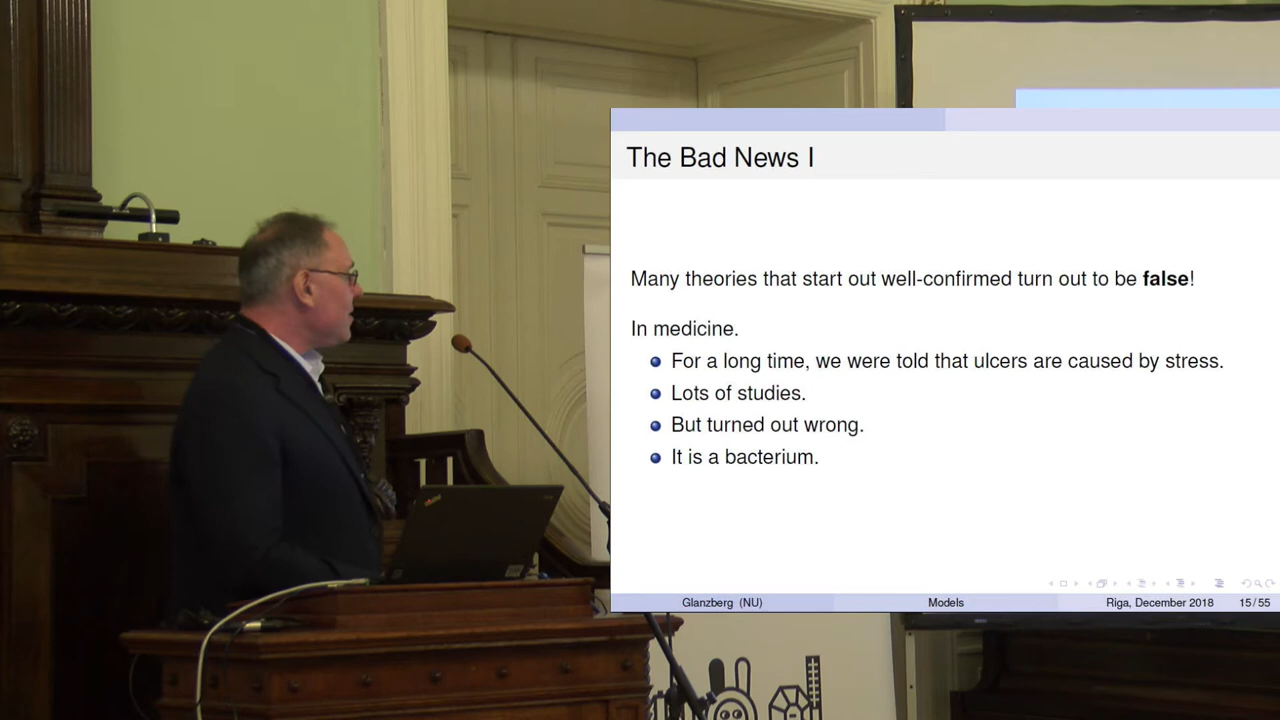 The Bad News I
Many theories that start out well-confirmed turn out to be false!
In medicine.
For a long time, we were told that ulcers are caused by stress.
Lots of studies.
But turned out wrong.
It is a bacterium.
Glanzberg (NU) Models Riga, December 2018 15/55